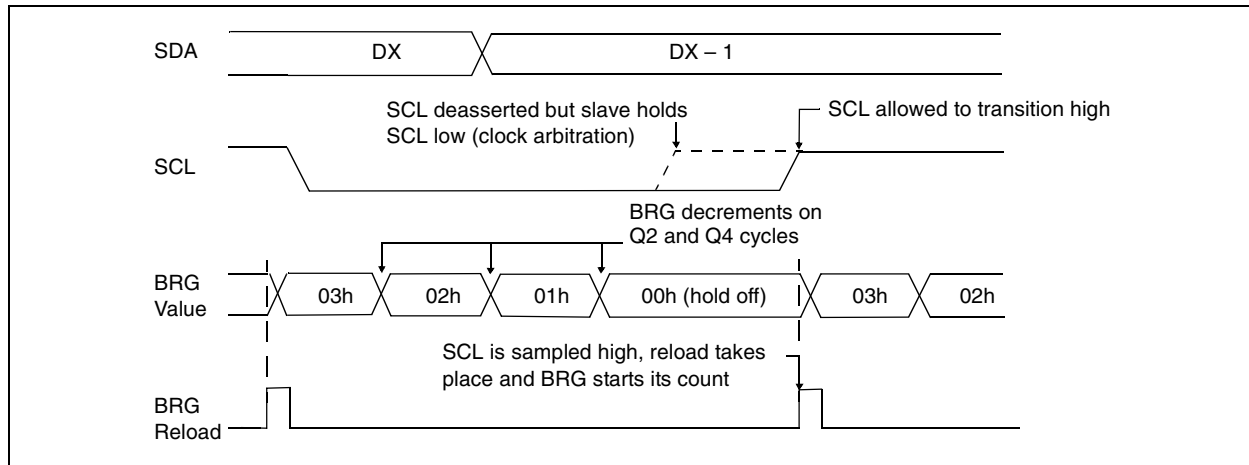 SDA
DX
DX – 1
SCL deasserted but slave holds
SCL low (clock arbitration)
SCL allowed to transition high
SCL
BRG decrements on
Q2 and Q4 cycles
BRG
Value
03h
02h
01h
00h (hold off)
03h
02h
SCL is sampled high, reload takes
place and BRG starts its count
BRG
Reload